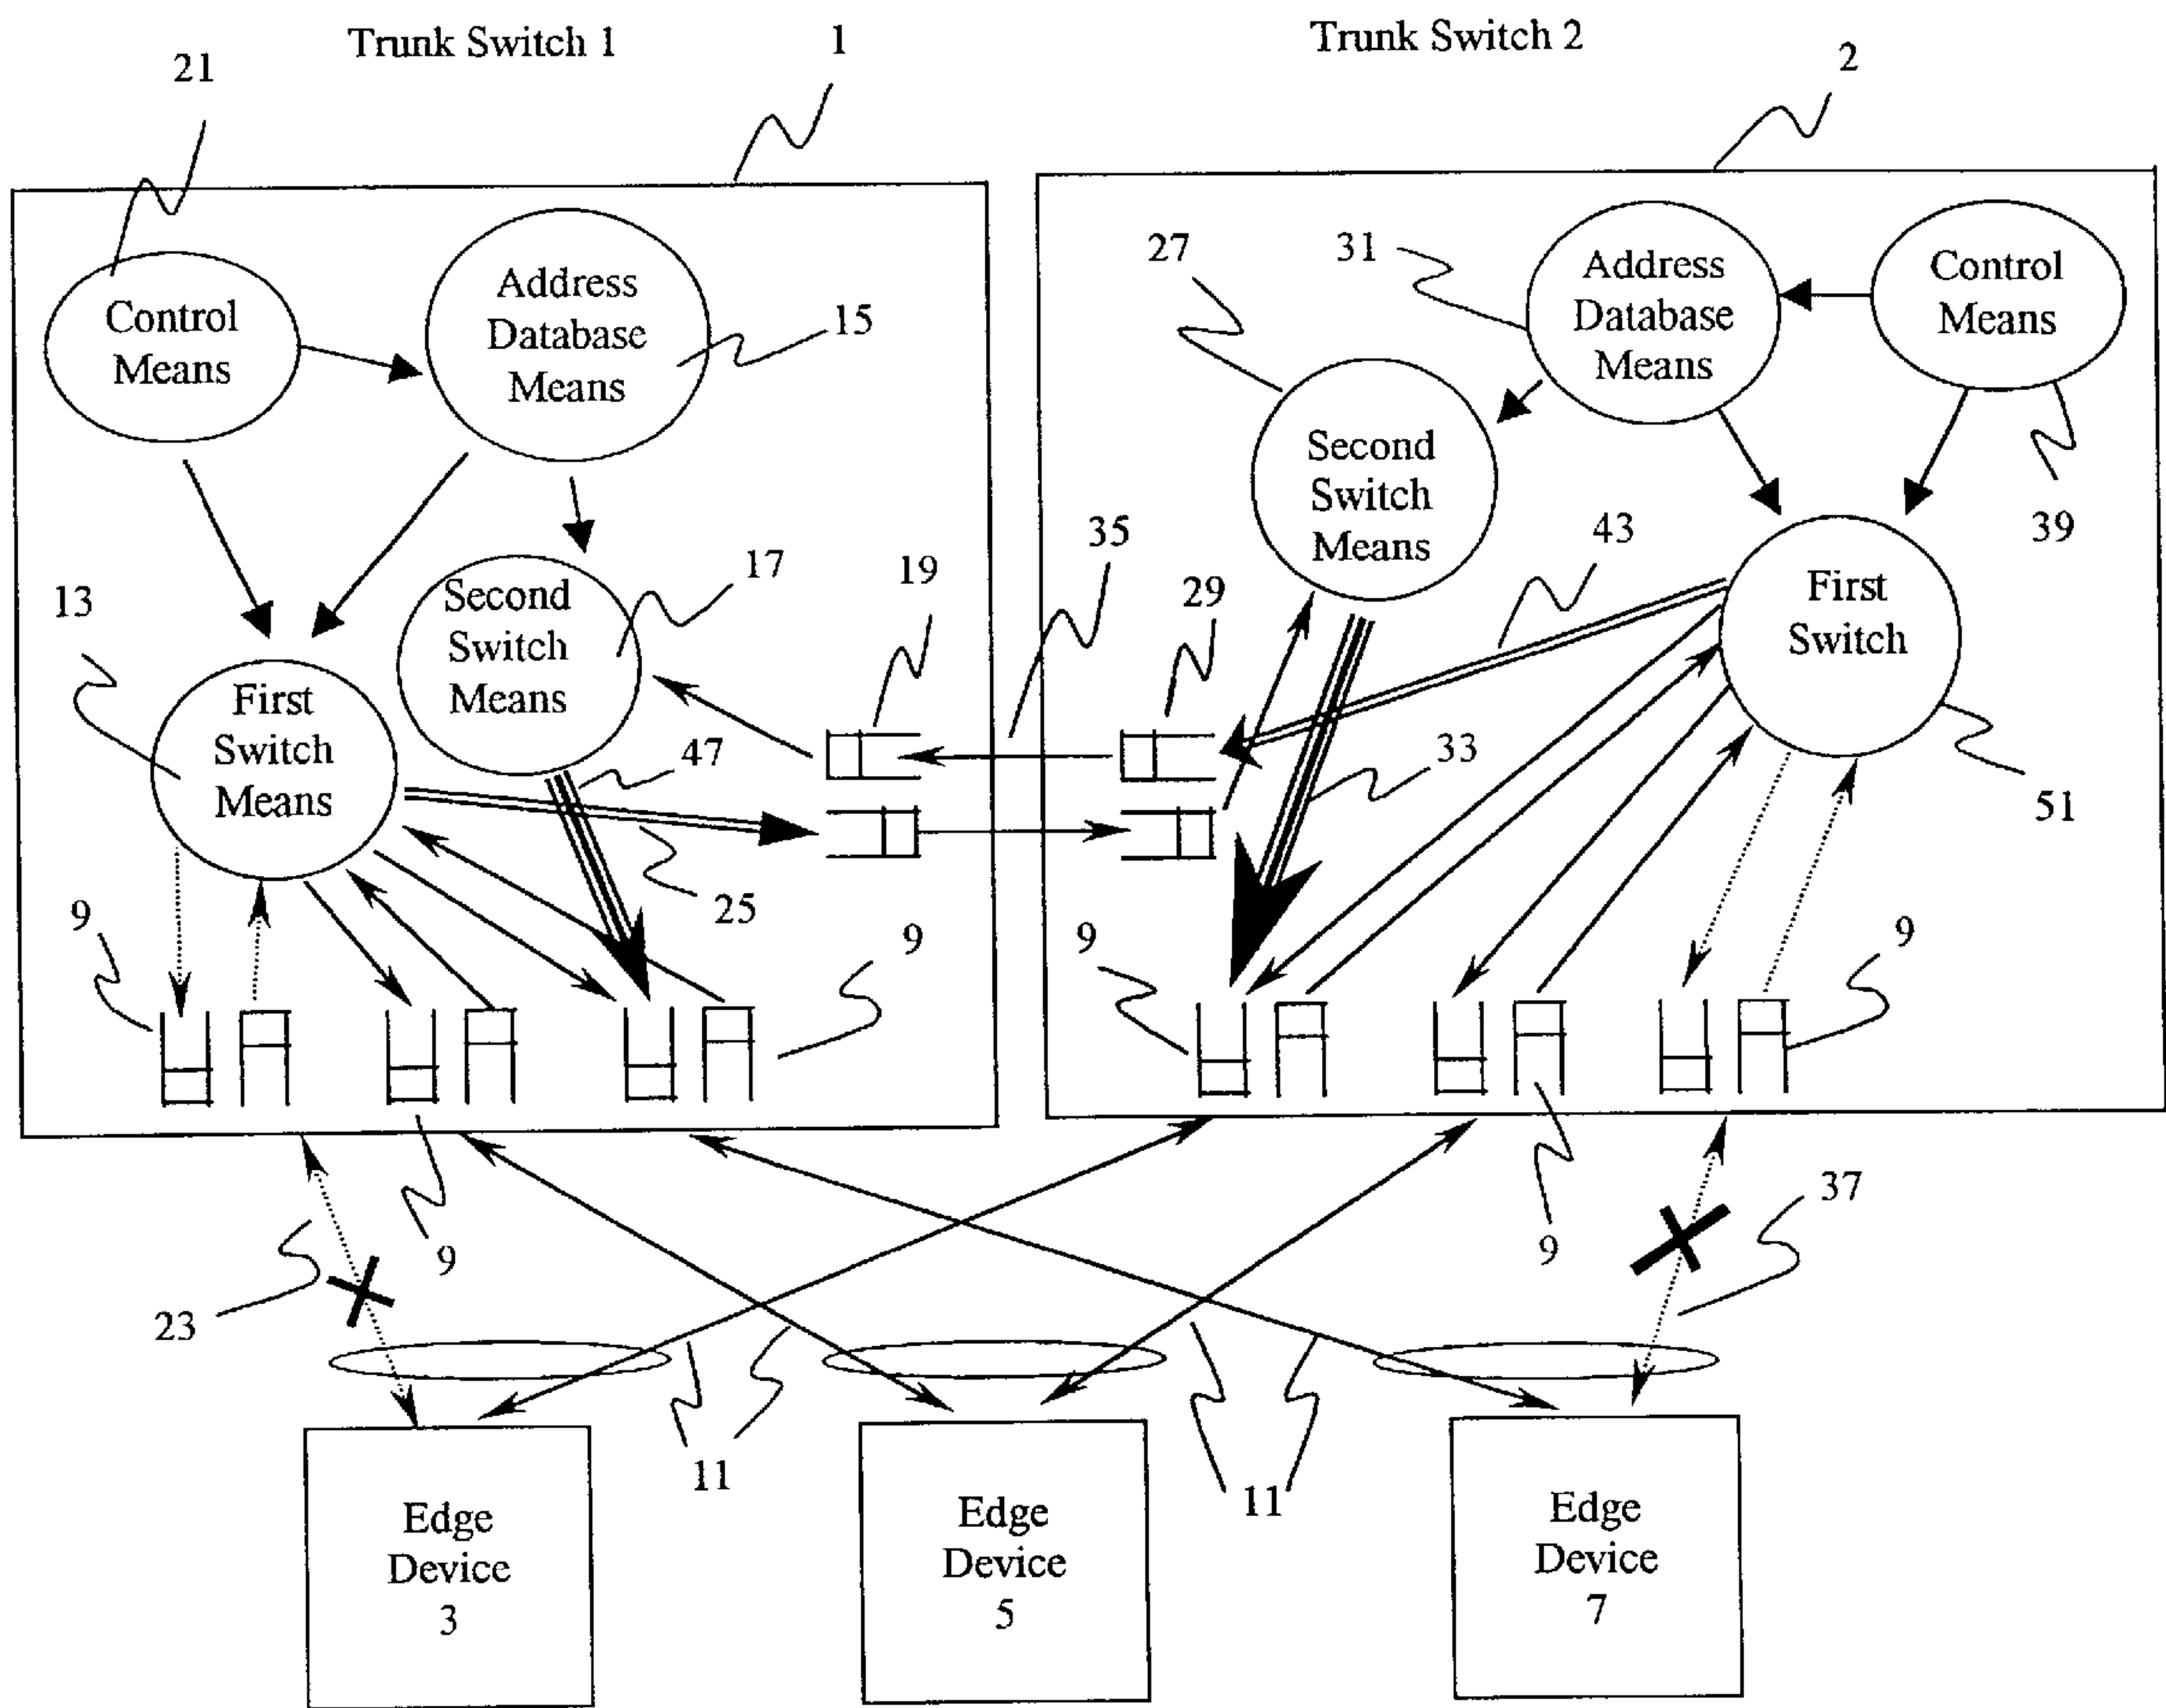 Trunk Switch 1
1
Trunk Switch 2
2
21
Control
Means
Address
Database
Means
15
27
31
Address
Database
Means
Control
Means
Second
Switch
Means
39
13
Second
Switch
Means
17
19
35
29
43
First
Switch
First
Switch
Means
47
33
51
25
9
9
9
9
9
9
23
37
11
11
Edge
Device
3
Edge
Device
5
Edge
Device
7